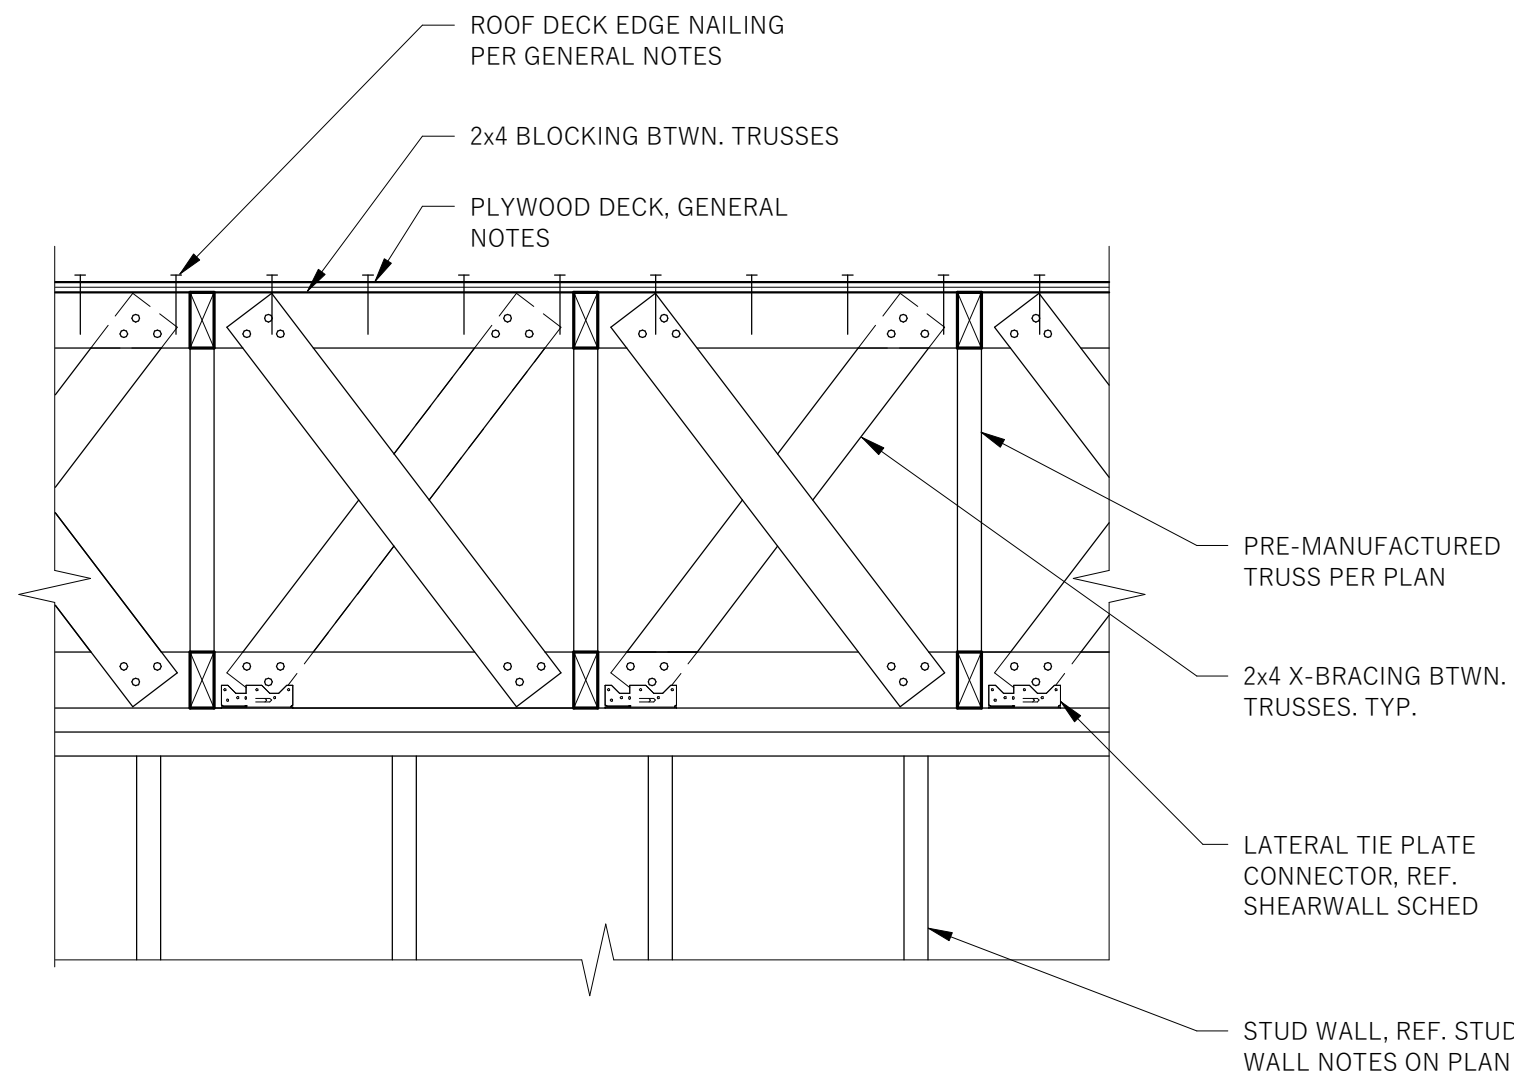 ROOF DECK EDGE NAILING
PER GENERAL NOTES
2x4 BLOCKING BTWN. TRUSSES
PLYWOOD DECK, GENERAL
NOTES
PRE-MANUFACTURED
TRUSS PER PLAN
2x4 X-BRACING BTWN.
TRUSSES. TYP.
LATERAL TIE PLATE
CONNECTOR, REF.
SHEARWALL SCHED
STUD WALL, REF. STUD
WALL NOTES ON PLAN